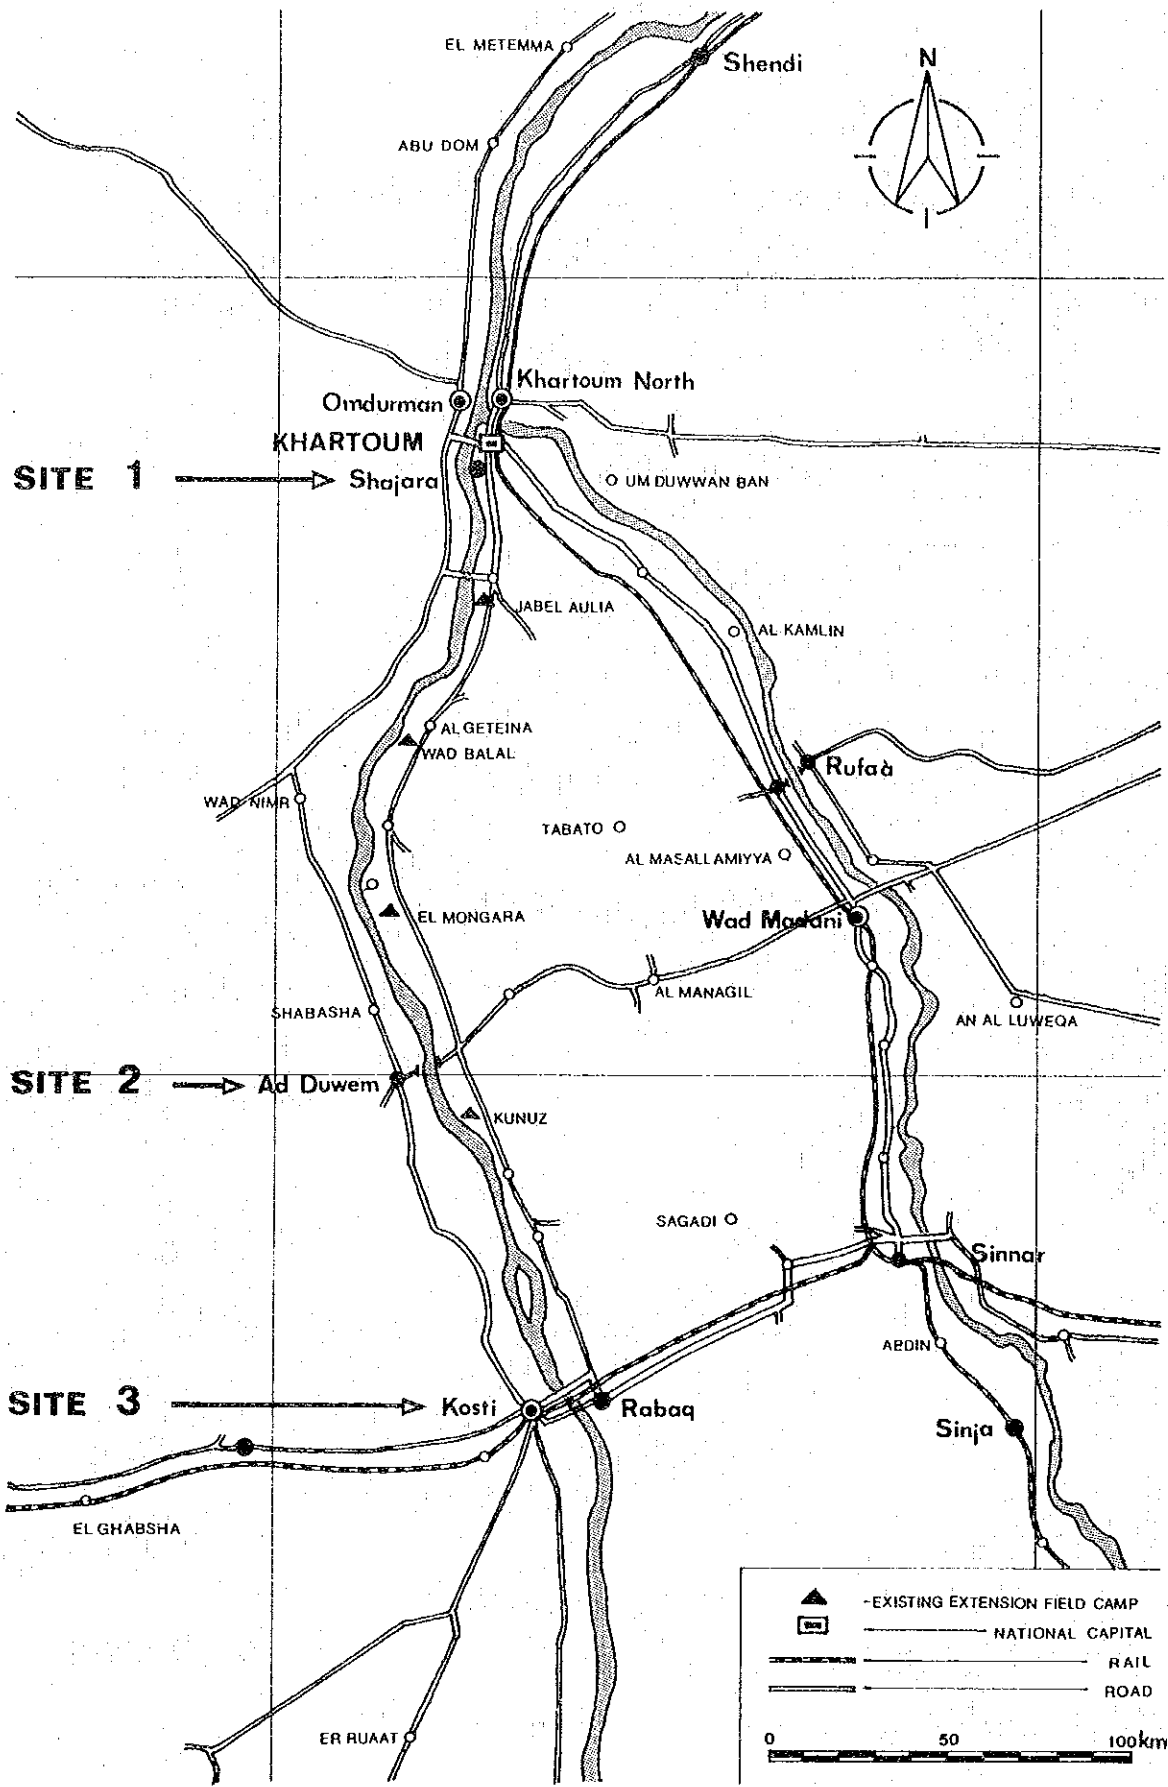 EL METEMMA
Shendi
N
ABU DOM
Khartoum North
Omdurman
KHARTOUM
SITE 1
Shajara
UM DUWWAN BAN
JABEL AULIA
AL KAMLIN
AL GETEINA
WAD BALAL
Rufaà
WAD NIMR
TABATO
AL MASALLAMIYYA
EL MONGARA
Wad Madani
AL MANAGIL
SHABASHA
AN AL LUWEQA
SITE 2
Ad Duwem
KUNUZ
SAGADI
Sinnar
ABDIN
SITE 3
Kosti
Rabaq
Sinja
EL GHABSHA
ER RUAAT
-EXISTING EXTENSION FIELD CAMP
NATIONAL CAPITAL
RAIL
ROAD
0 50 100km